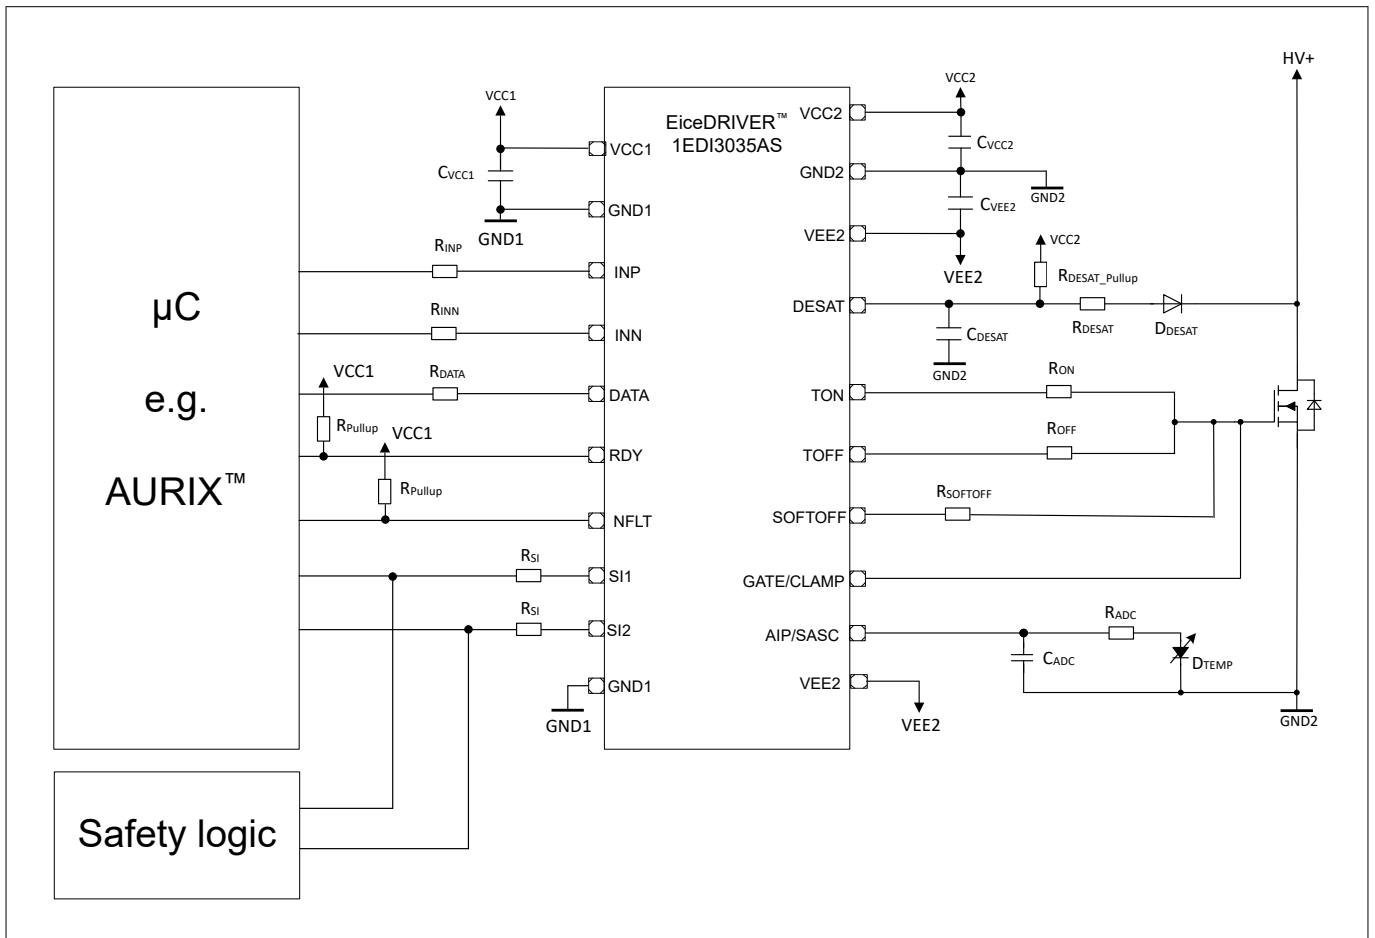 HV+
VCC2
VCC1
EiceDRIVER™
1EDI3035AS
VCC2
CVCC2
VCC1
CVCC1
GND2
GND2
CVEE2
GND1
GND1
VEE2
VCC2
RINP
VEE2
RDESAT_Pullup
INP
µC
e.g.
AURIX™
RINN
DESAT
RDESAT
DDESAT
INN
CDESAT
GND2
VCC1
RDATA
RON
DATA
TON
RPullup
VCC1
ROFF
RDY
TOFF
RPullup
RSOFTOFF
NFLT
SOFTOFF
RSI
SI1
GATE/CLAMP
RSI
RADC
SI2
AIP/SASC
CADC
DTEMP
GND1
VEE2
GND1
VEE2
GND2
Safety logic